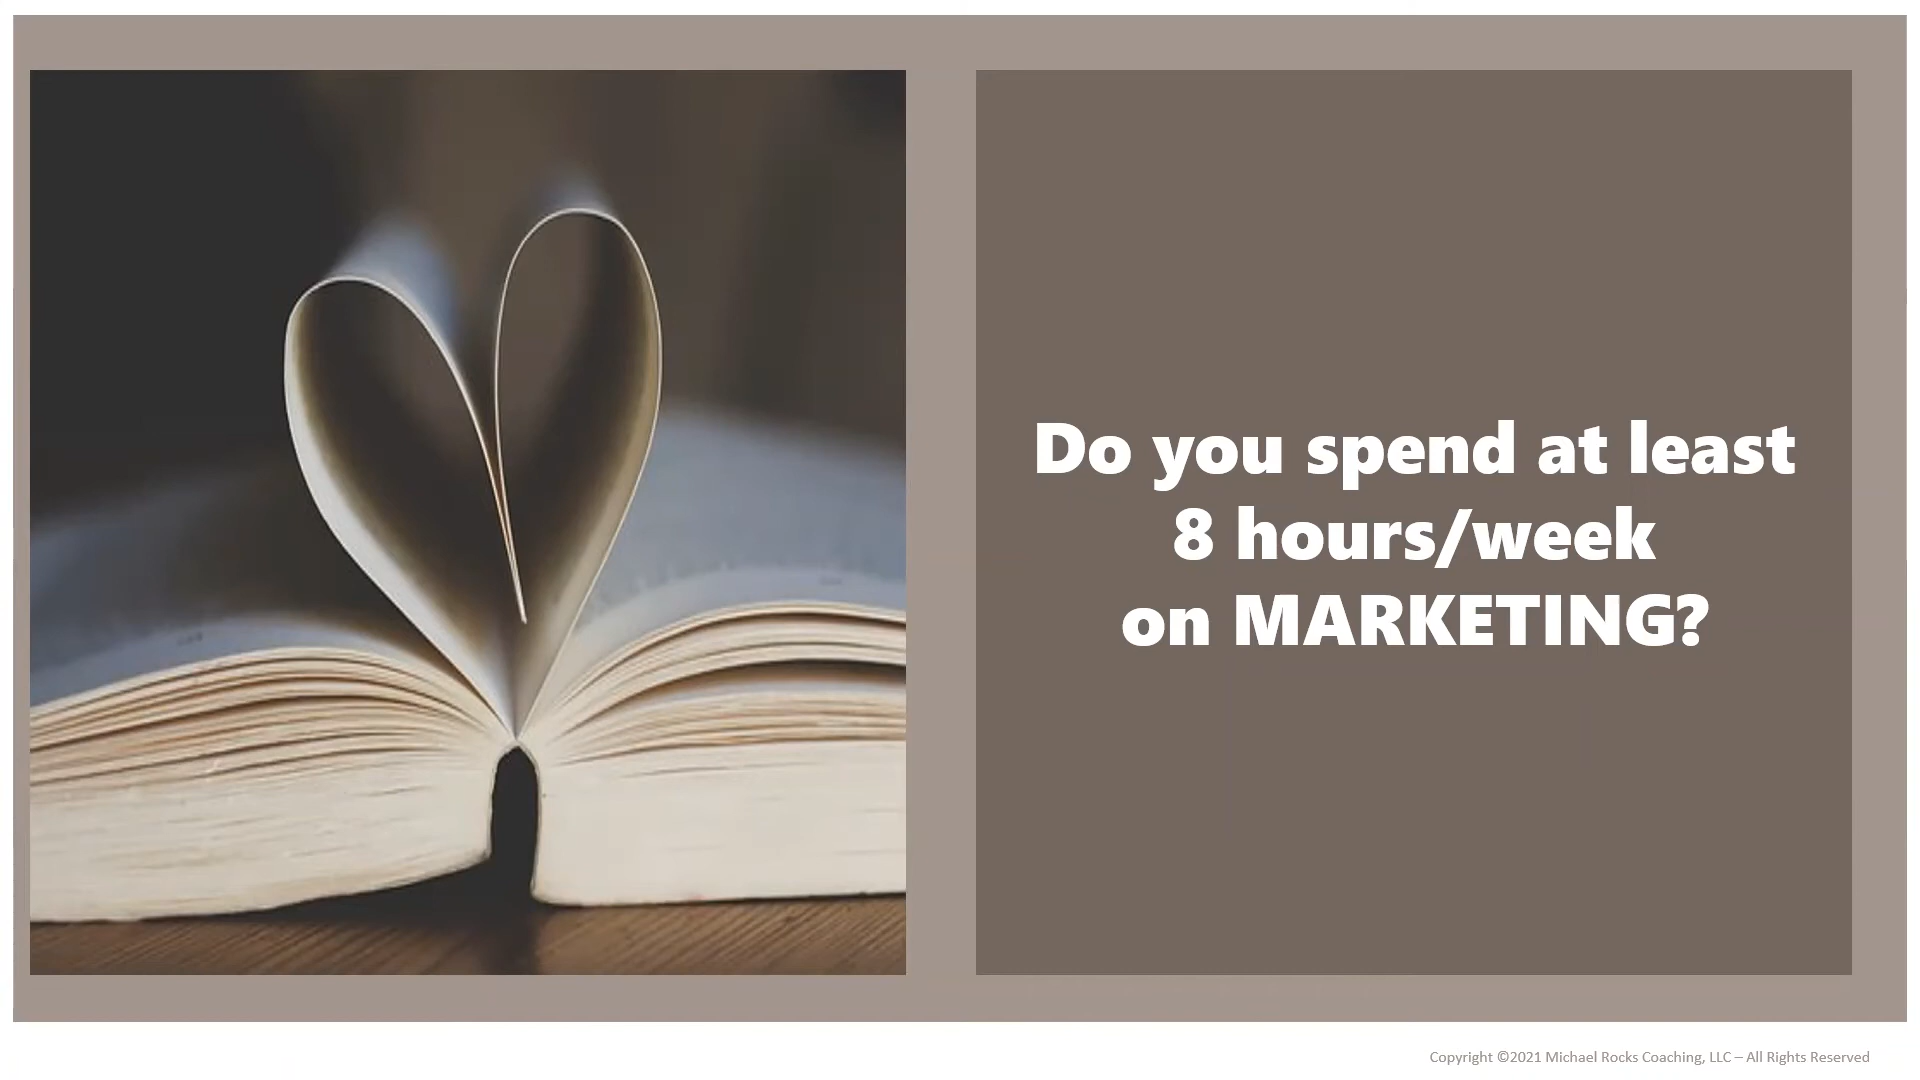 Do you spend at least
8 hours/week
on MARKETING?
Copyright ©2021 Michael Rocks Coaching, LLC – All Rights Reserved